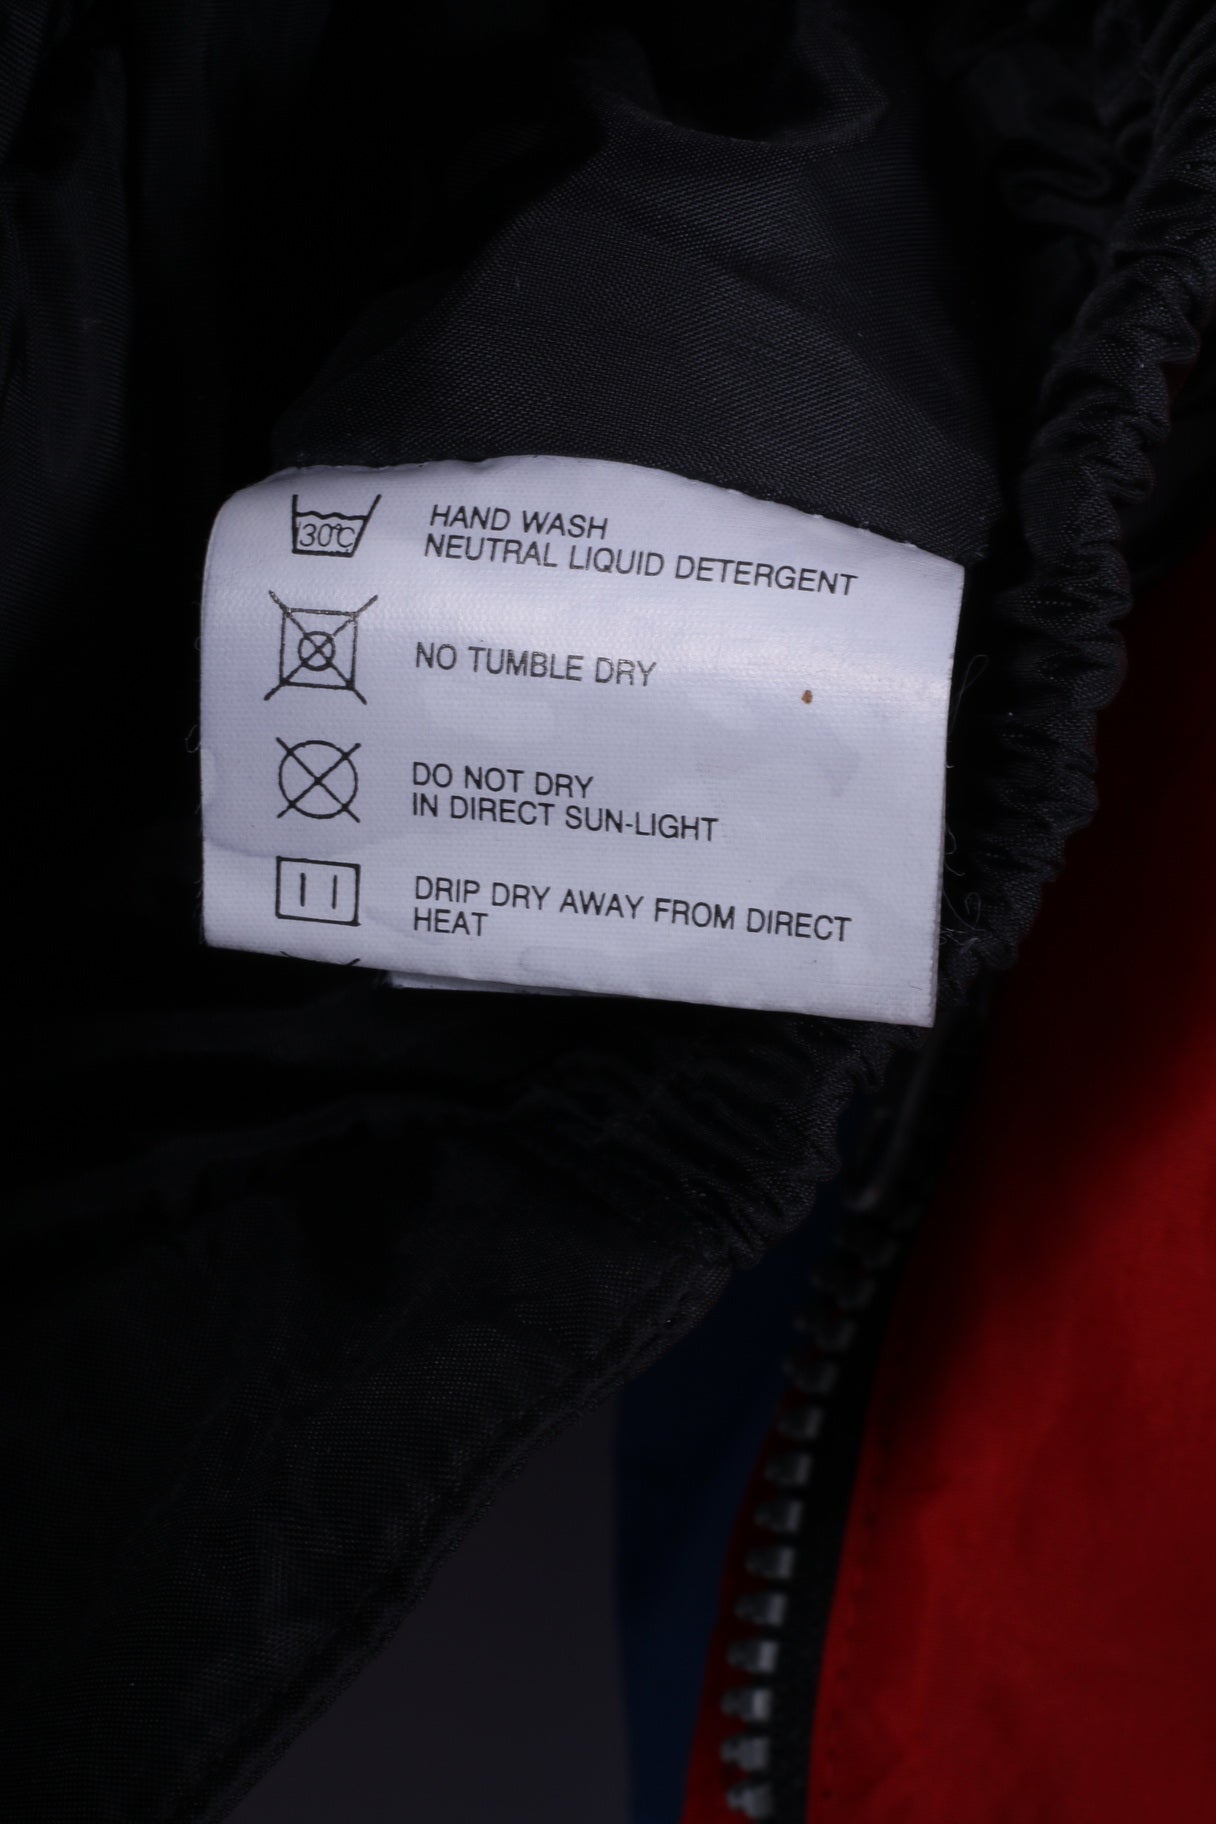 30°C
HAND WASH
NEUTRAL LIQUID DETERGENT
NO TUMBLE DRY
DO NOT DRY
IN DIRECT SUN-LIGHT
DRIP DRY AWAY FROM DIRECT
HEAT